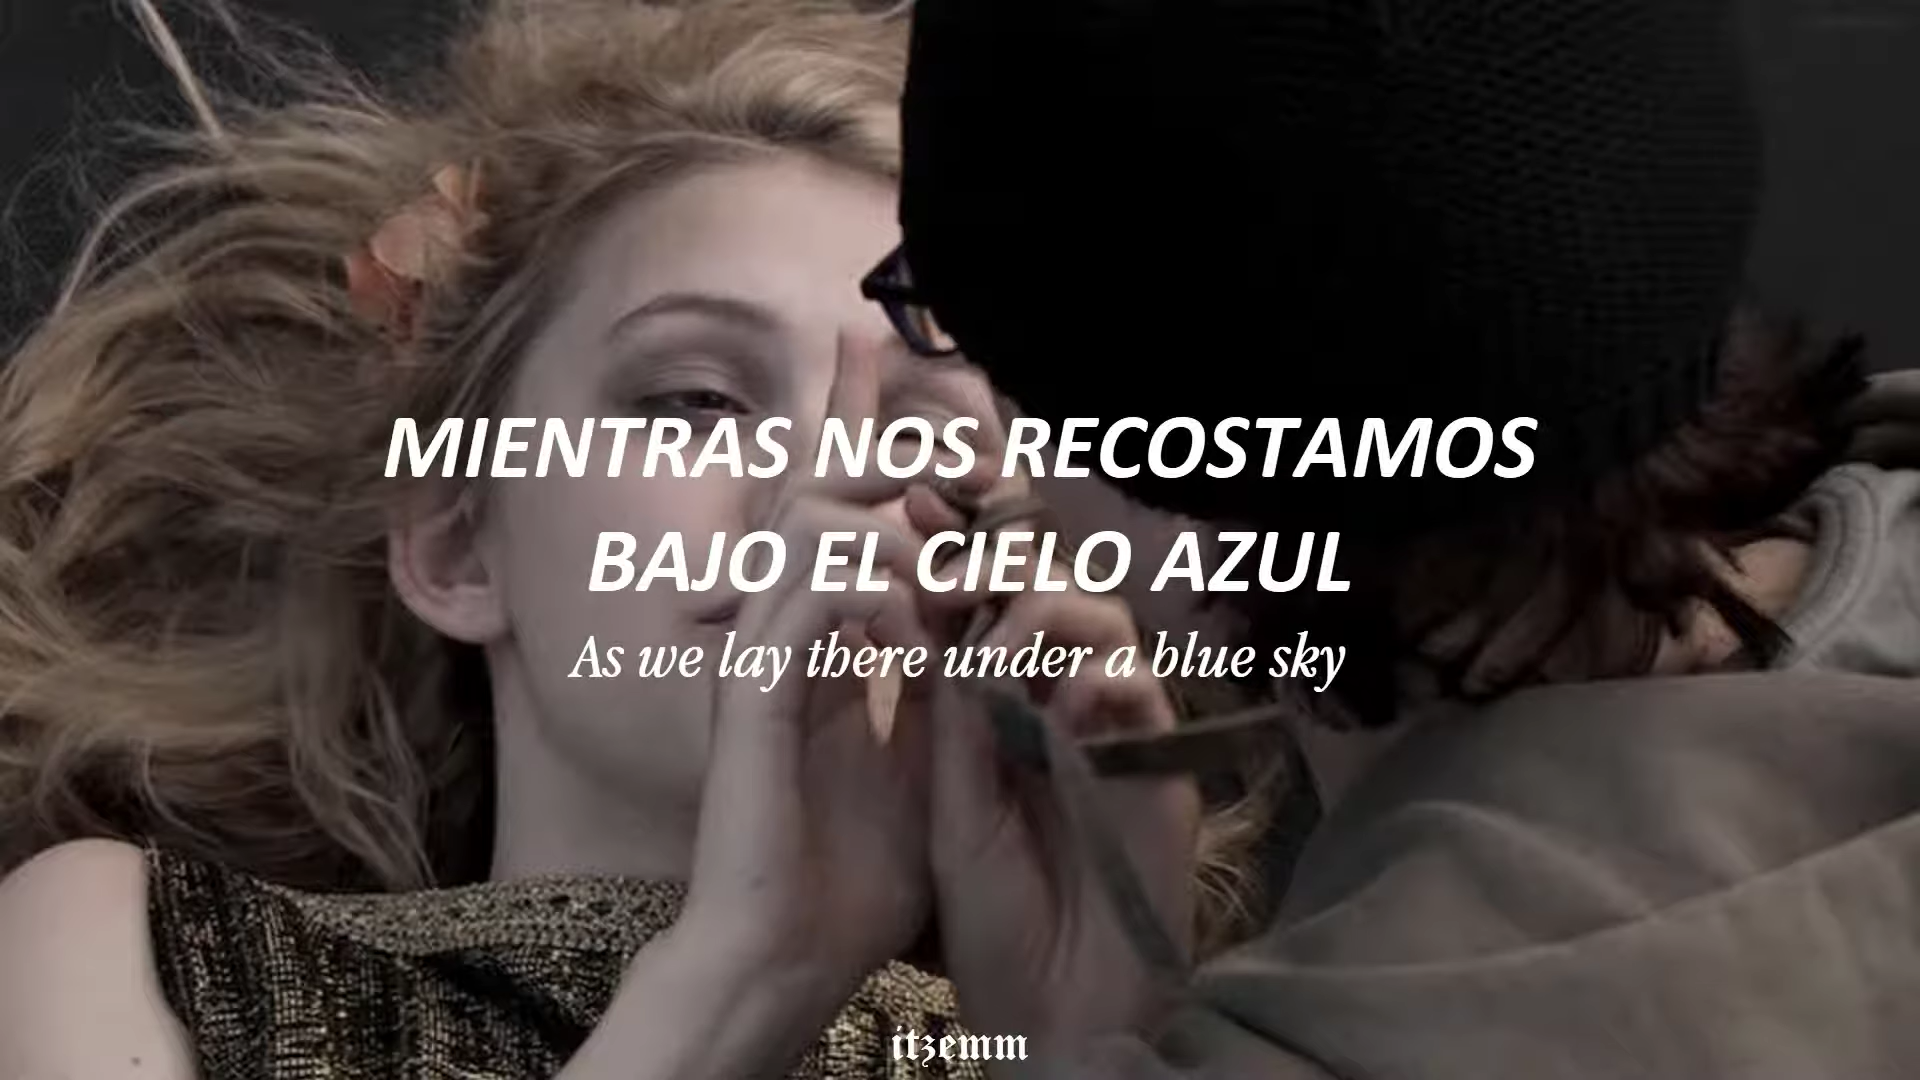 MIENTRAS NOS RECOSTAMOS
BAJO EL CIELO AZUL
As we lay there under a blue sky
itzemm